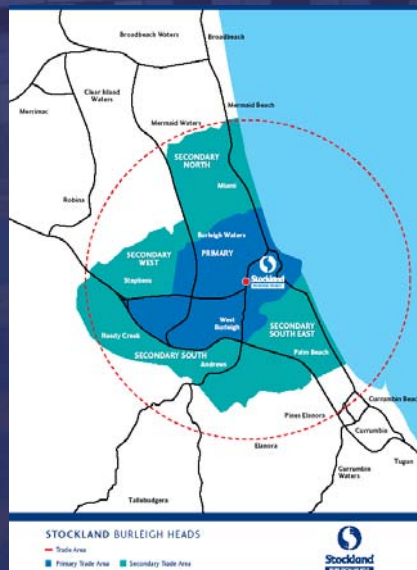 Broadbeach Waters
Broadbeach
Clear Island
Waters
Merrimac
Mermaid Beach
Mermaid Waters
SECONDARY
NORTH
Miami
Robina
Burleigh Waters
SECONDARY
WEST
PRIMARY
Stephens
Stockland
West
Burleigh
SECONDARY
SOUTH EAST
Reedy Creek
SECONDARY SOUTH
Andrews
Palm Beach
Currumbin Beach
Pines Elanora
Currumbin
Elanora
Tugun
Currumbin
Waters
Tallebudgera
STOCKLAND BURLEIGH HEADS
Trade Area
Primary Trade Area
Secondary Trade Area
Stockland